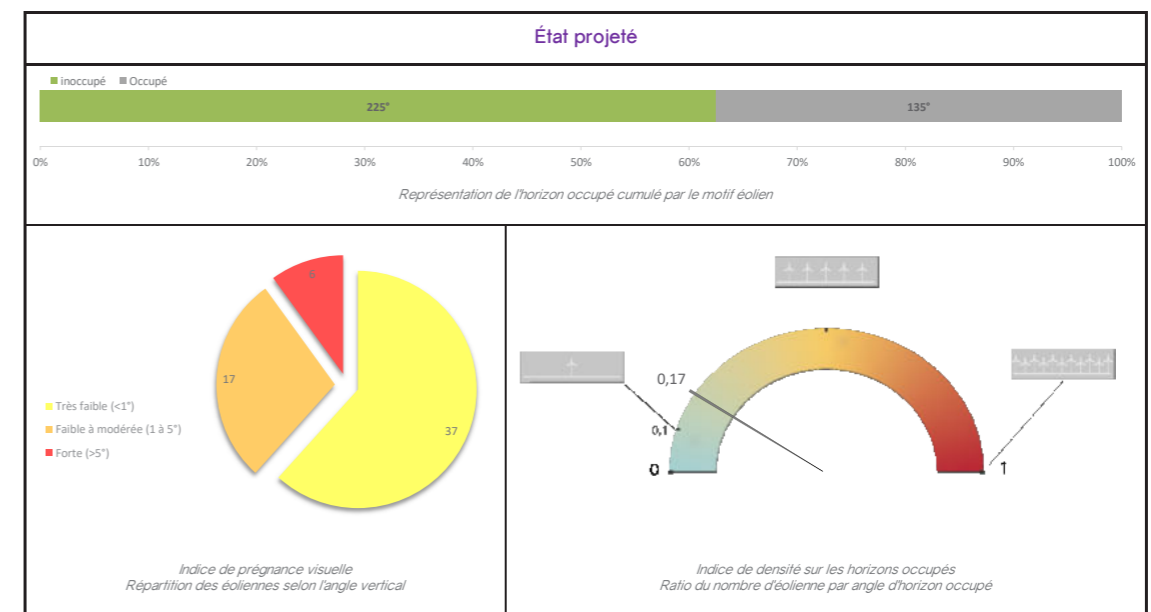 État projeté
inoccupé Occupé
225° 135°
0% 10% 20% 30% 40% 50% 60% 70% 80% 90% 100%
Représentation de l'horizon occupé cumulé par le motif éolien
6
17
37
Très faible (<1°)
Faible à modérée (1 à 5°)
Forte (>5°)
Indice de prégnance visuelle
Répartition des éoliennes selon l'angle vertical
0,17
0,1
0
1
Indice de densité sur les horizons occupés
Ratio du nombre d'éolienne par angle d'horizon occupé